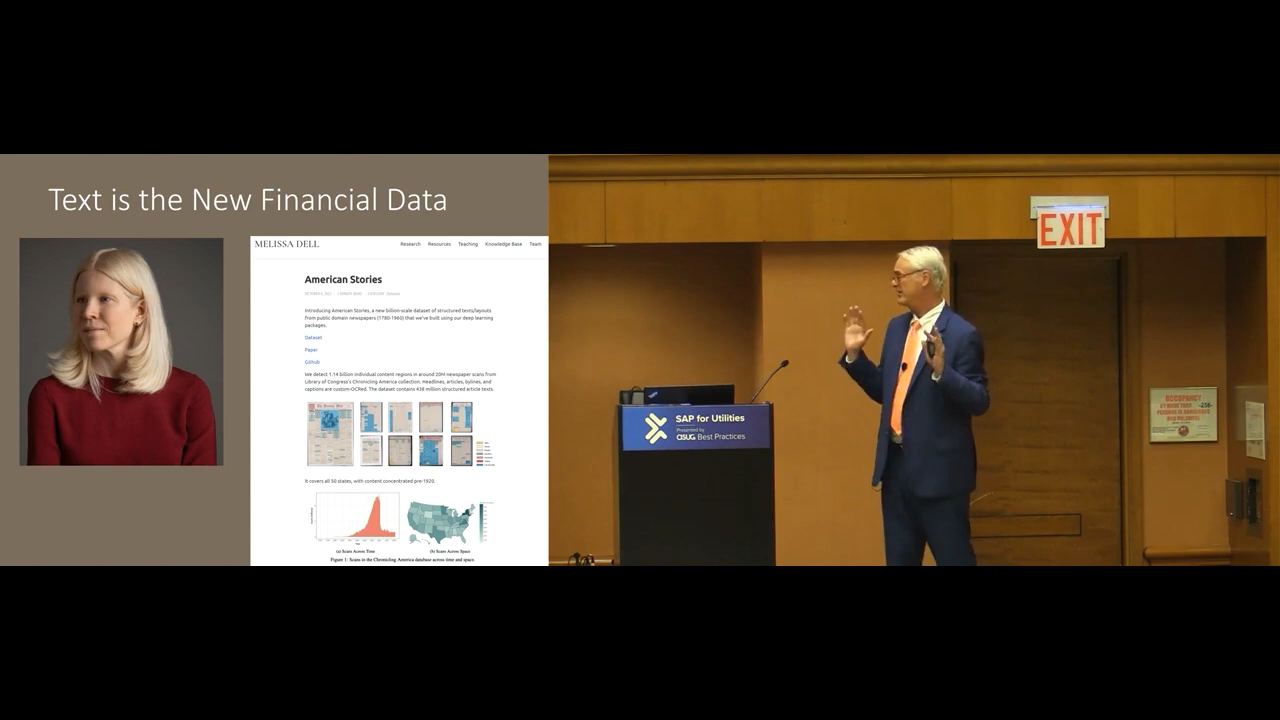 Text is the New Financial Data
MELISSA DELL
Research Resources Teaching Knowledge Base Team
American Stories
Introducing American Stories, a new billion-scale dataset of structured texts/layouts
from public domain newspapers (1780-1960) that we've built using our deep learning
packages.
Dataset
Paper
Github
We detect 1.14 billion individual content regions in around 20M newspaper scans from
Library of Congress's Chronicling America collection. Headlines, articles, bylines, and
captions are custom-OCRed. The dataset contains 438 million structured article texts.
It covers all 50 states, with content concentrated pre-1920.
(a) Scans Across Time
(b) Scans Across Space
Figure 1: Scans in the Chronicling America database across time and space.
EXIT
SAP for Utilities
Presented by
ASUG Best Practices
OCCUPANCY